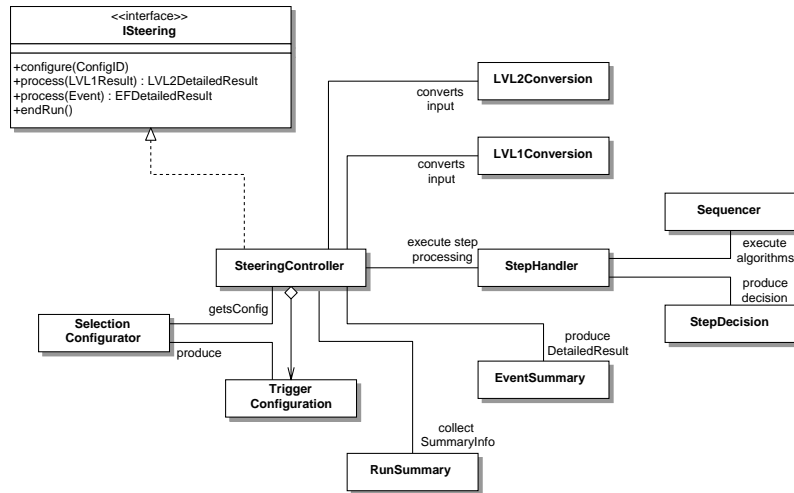 <<interface>>
ISteering
+configure(ConfigID)
+process(LVL1Result) : LVL2DetailedResult
+process(Event) : EFDetailedResult
+endRun()
LVL2Conversion
converts
input
LVL1Conversion
converts
input
Sequencer
execute
algorithms
SteeringController
execute step
processing
StepHandler
produce
decision
StepDecision
getsConfig
Selection
Configurator
produce
Trigger
Configuration
produce
DetailedResult
EventSummary
collect
SummaryInfo
RunSummary